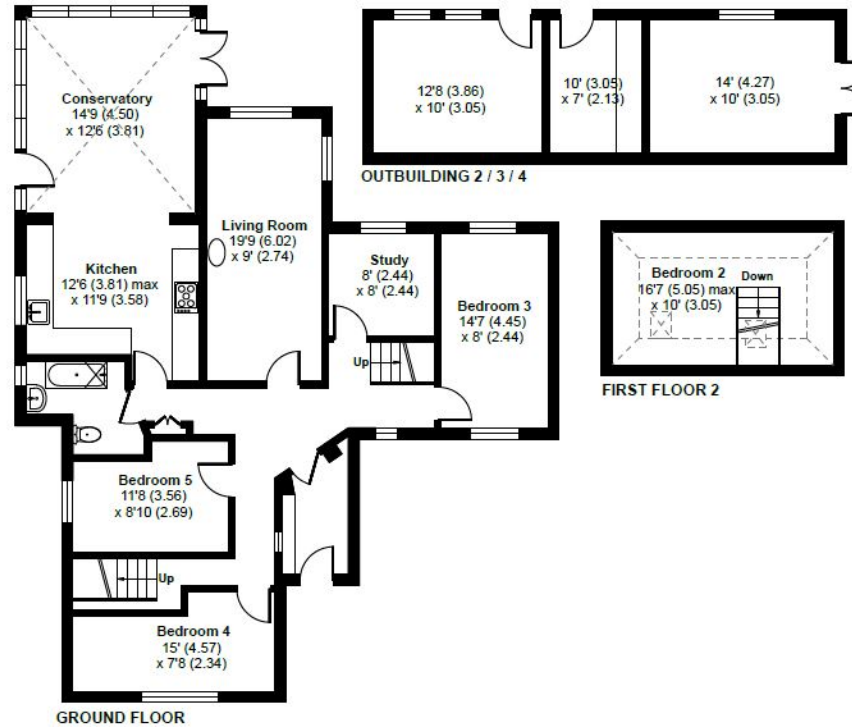 Conservatory
14'9 (4.50)
x 12'6 (3.81)
Kitchen
12'6 (3.81) max
x 11'9 (3.58)
Living Room
19'9 (6.02)
x 9' (2.74)
Study
8' (2.44)
x 8' (2.44)
Bedroom 3
14'7 (4.45)
x 8' (2.44)
Up
Bedroom 5
11'8 (3.56)
x 8'10 (2.69)
Up
Bedroom 4
15' (4.57)
x 7'8 (2.34)
GROUND FLOOR
12'8 (3.86)
x 10' (3.05)
10' (3.05)
x 7' (2.13)
14' (4.27)
x 10' (3.05)
OUTBUILDING 2 / 3 / 4
Bedroom 2
16'7 (5.05) max
x 10' (3.05)
Down
FIRST FLOOR 2